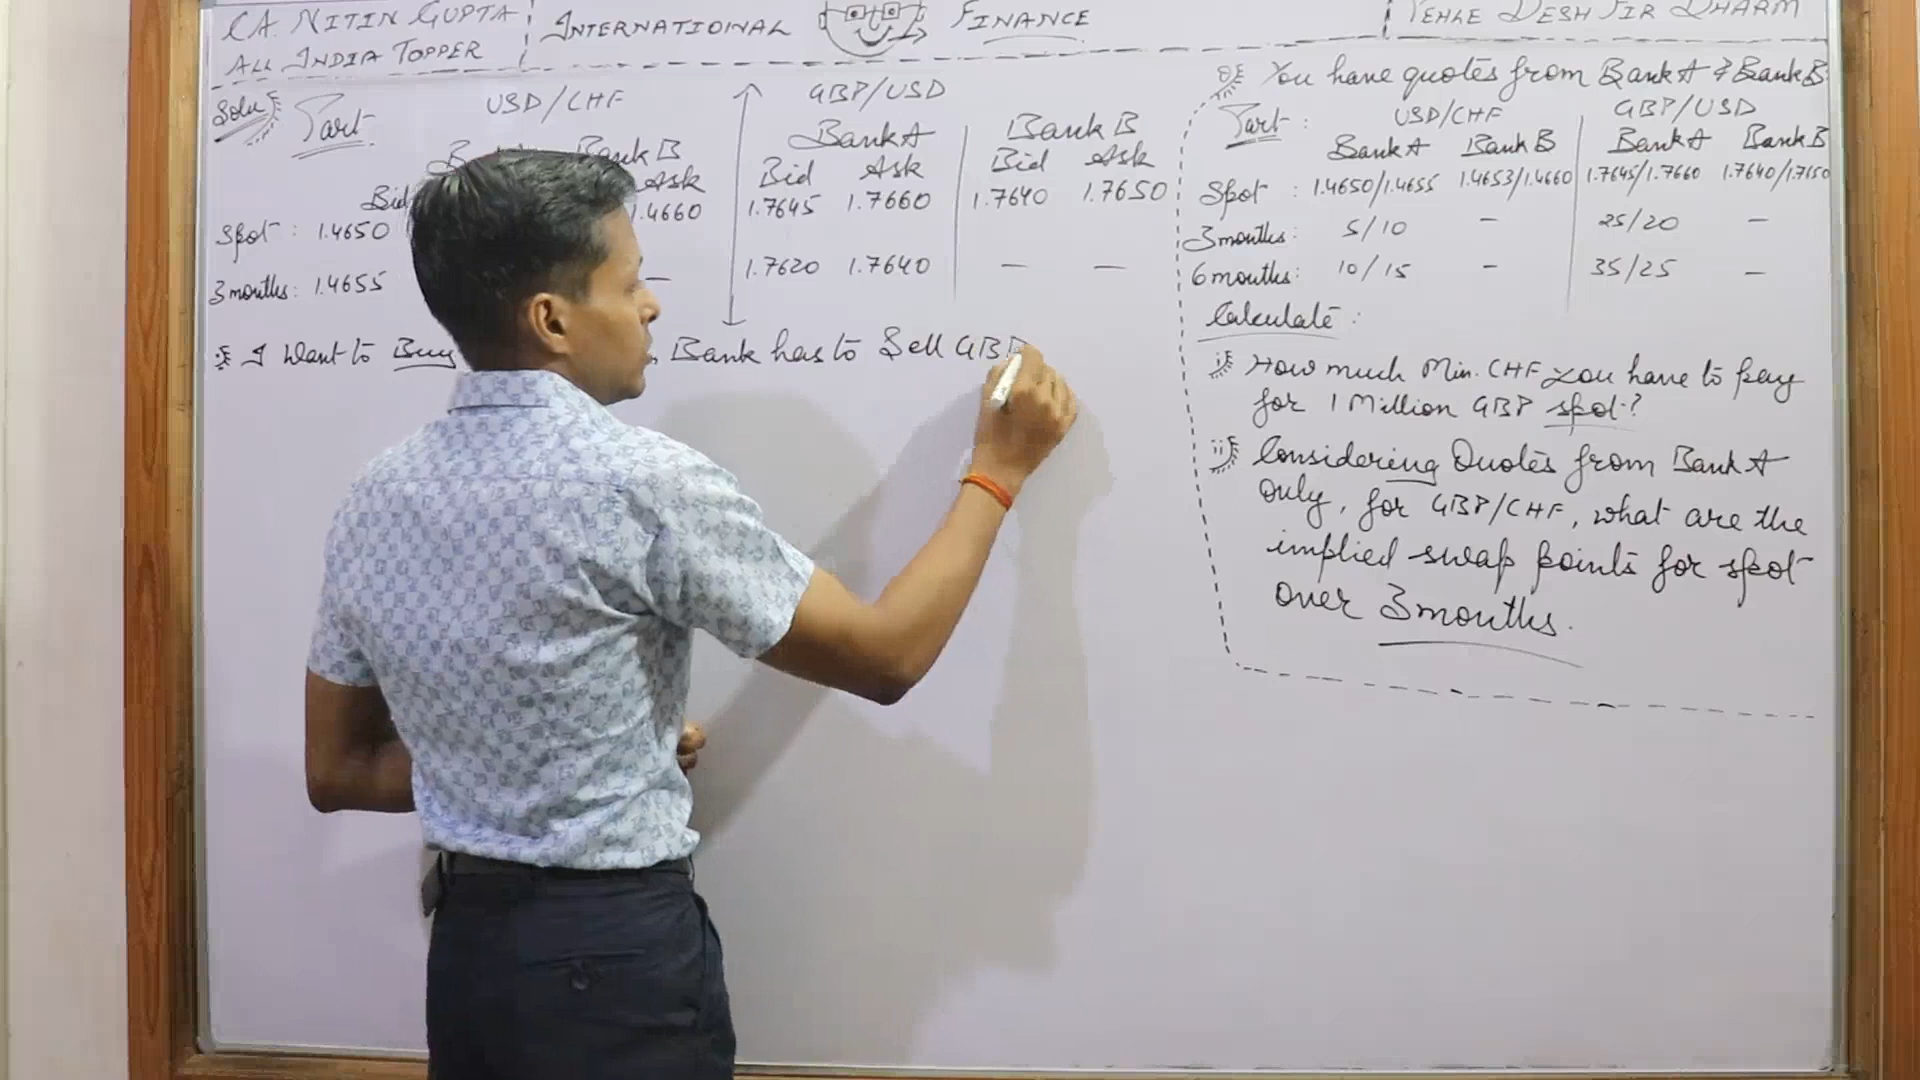 CA. NITIN GUPTA
ALL INDIA TOPPER
INTERNATIONAL FINANCE
PEHLE DESH FIR DHARM
Soln
Part
USD/CHF
GBP/USD
Bank B
Bank A
Bank B
Bid
Ask
Bid Ask
Bid Ask
Spot : 1.4650
1.4660
1.7645 1.7660
1.7640 1.7650
3 months: 1.4655
—
1.7620 1.7640
— —
I Want to Buy
Bank has to Sell GBP
You have quotes from Bank A & Bank B
Part :
USD/CHF
GBP/USD
Bank A Bank B Bank A Bank B
Spot : 1.4650/1.4655 1.4653/1.4660 1.7645/1.7660 1.7640/1.7650
3 months: 5/10 — 25/20 —
6 months: 10/15 — 35/25 —
Calculate :
i) How much Min. CHF you have to pay
for 1 Million GBP spot?
ii) Considering Quotes from Bank A
only, for GBP/CHF, what are the
implied swap points for spot
over 3 months.